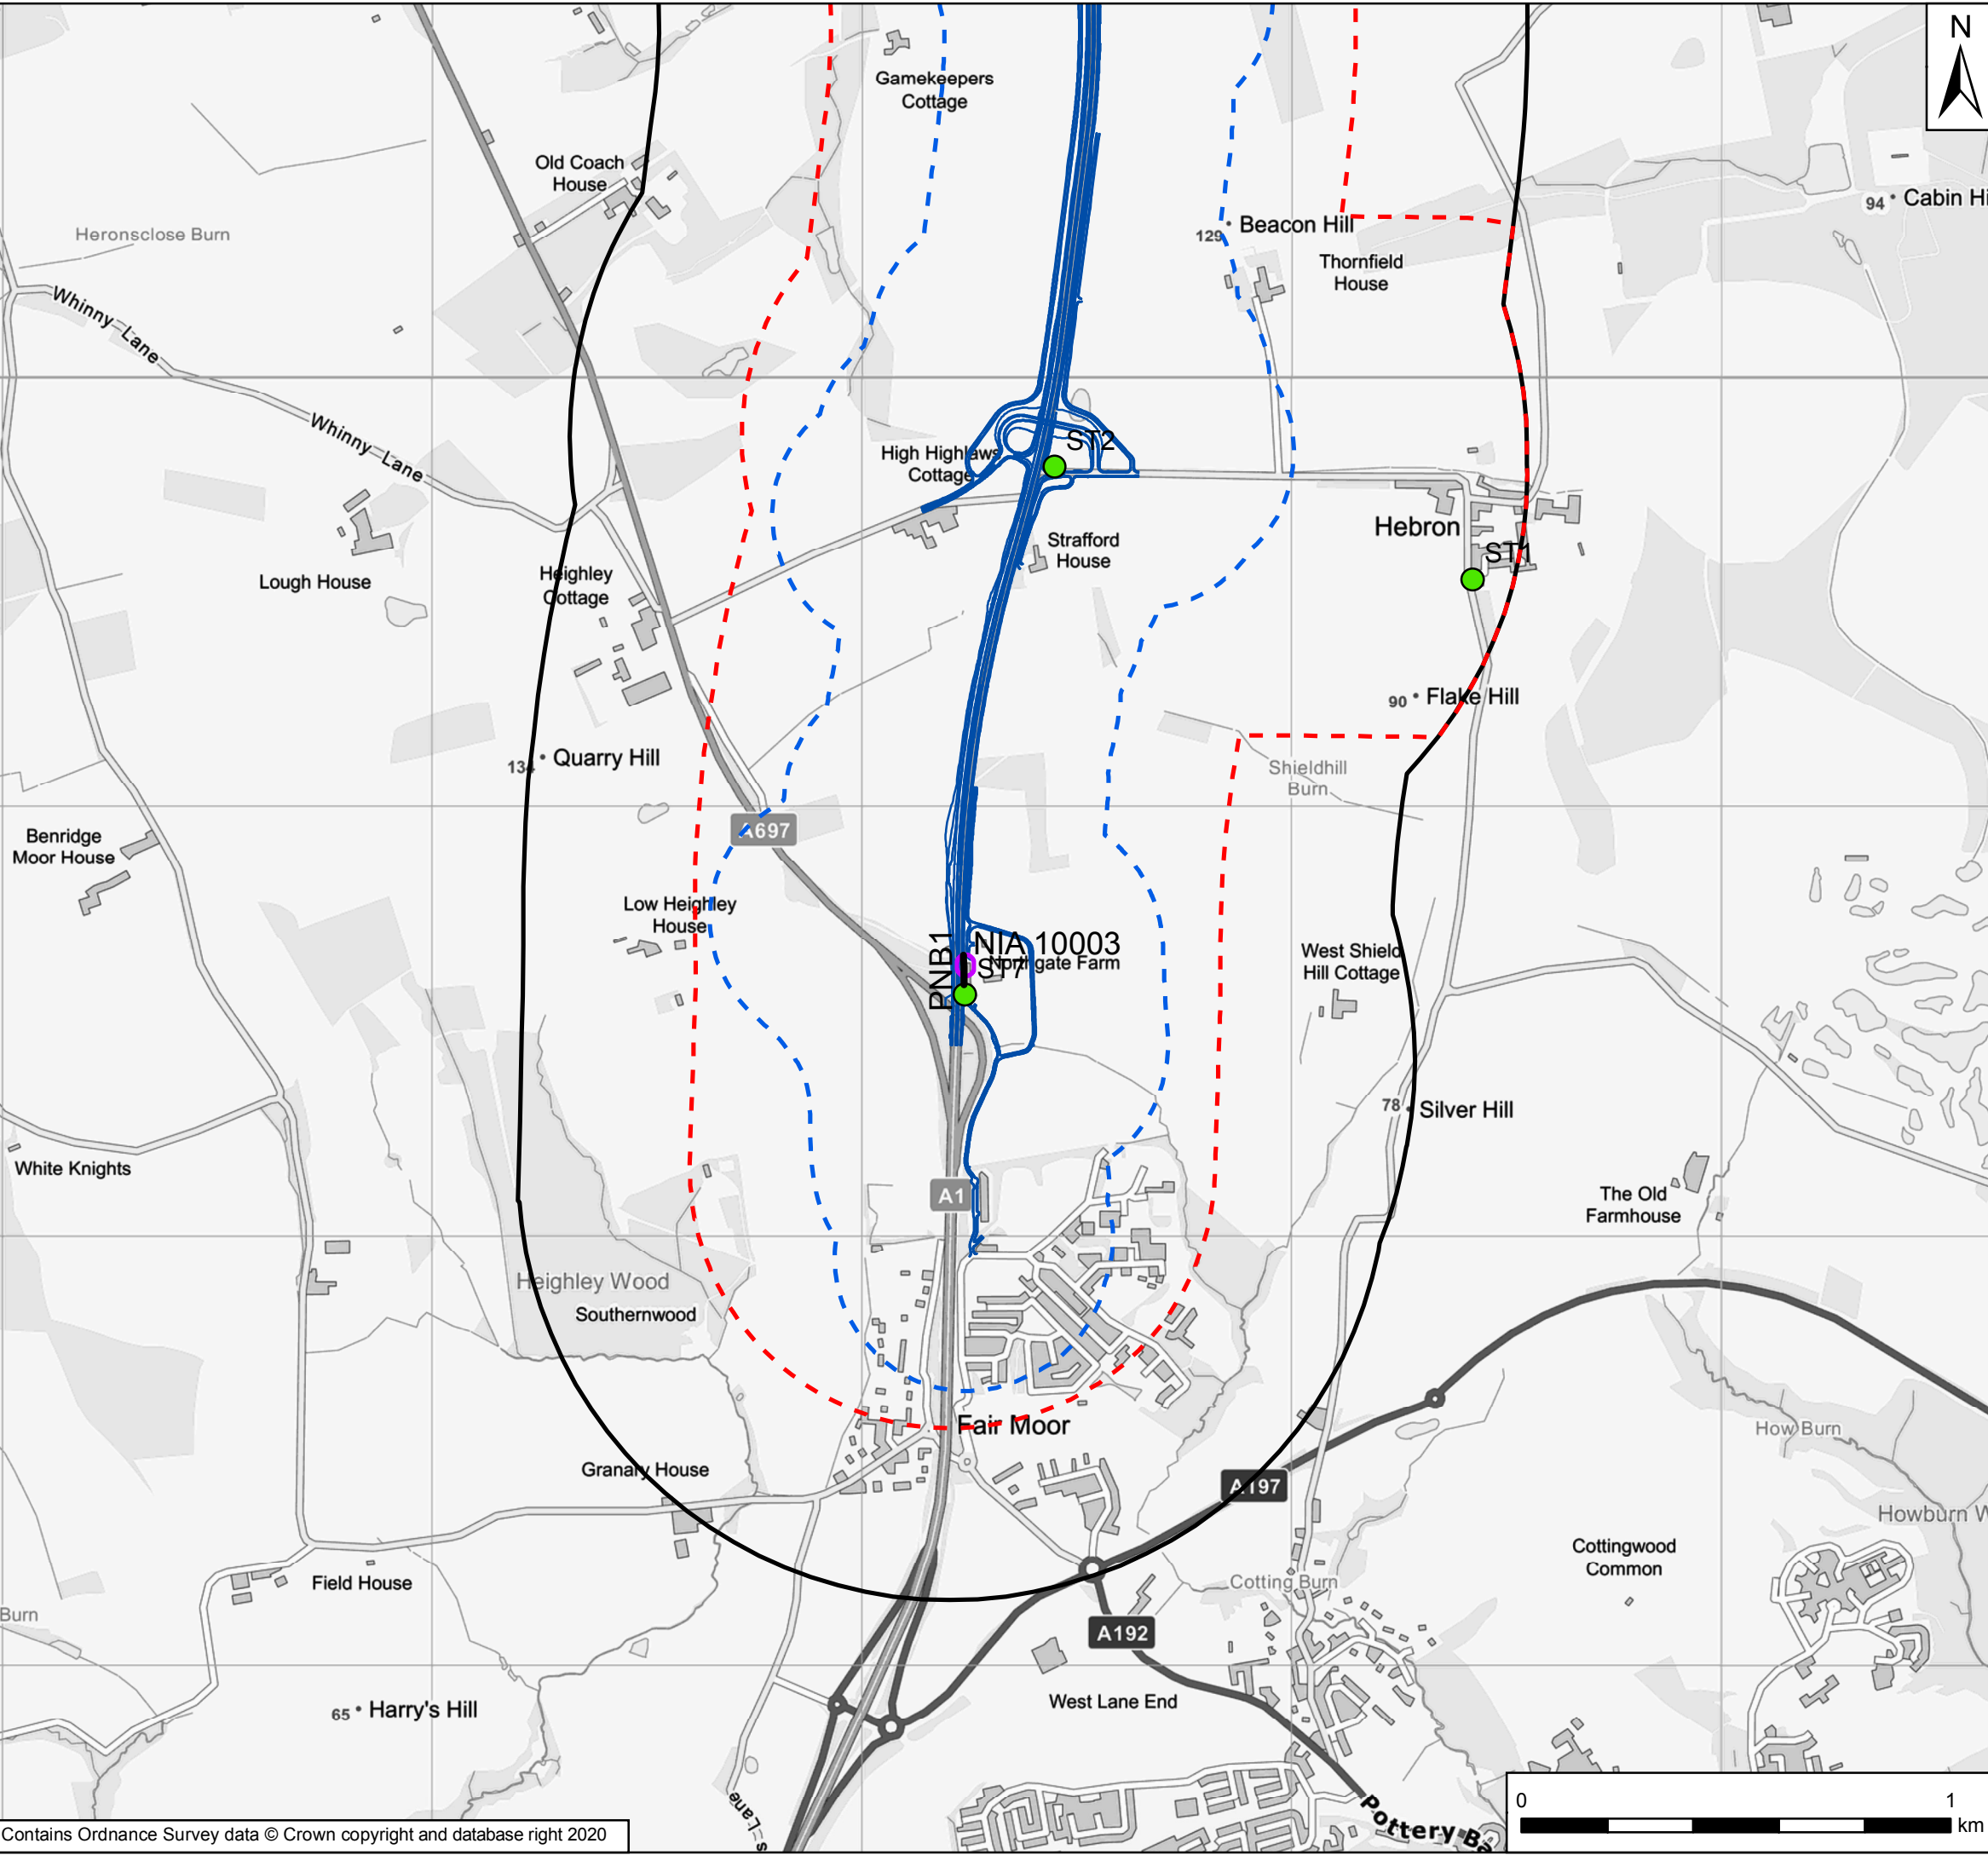 N
Gamekeepers
Cottage
Old Coach
House
94
Heronsclose Burn
129
Beacon Hill
Thornfield
House
Whinny Lane
Whinny Lane
ST2
High Highlaws
Cottage
Hebron
Strafford
House
ST1
Lough House
Heighley
Cottage
90
Flake Hill
134
Quarry Hill
Shieldhill
Burn
A697
Benridge
Moor House
Low Heighley
House
RNB1
NIA 10003
Northgate Farm
ST7
West Shield
Hill Cottage
78
Silver Hill
White Knights
A1
The Old
Farmhouse
Heighley Wood
Southernwood
Fair Moor
How Burn
Granary House
A197
Cottingwood
Common
Field House
Cotting Burn
Burn
A192
65
Harry's Hill
West Lane End
0
1
km
Contains Ordnance Survey data © Crown copyright and database right 2020